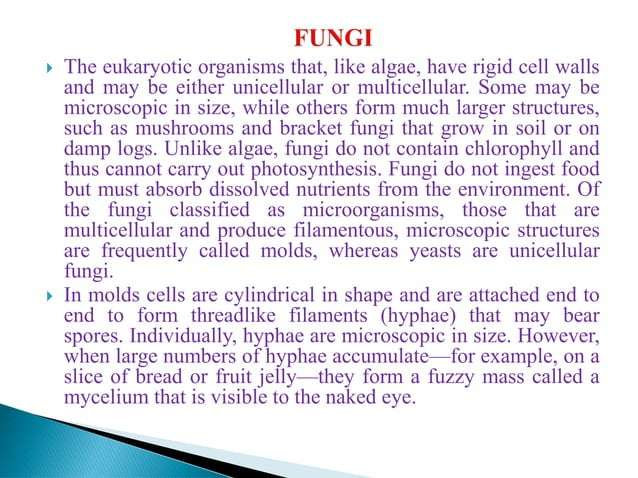 FUNGI
The eukaryotic organisms that, like algae, have rigid cell walls
and may be either unicellular or multicellular. Some may be
microscopic in size, while others form much larger structures,
such as mushrooms and bracket fungi that grow in soil or on
damp logs. Unlike algae, fungi do not contain chlorophyll and
thus cannot carry out photosynthesis. Fungi do not ingest food
but must absorb dissolved nutrients from the environment. Of
the fungi classified as microorganisms, those that are
multicellular and produce filamentous, microscopic structures
are frequently called molds, whereas yeasts are unicellular
fungi.
In molds cells are cylindrical in shape and are attached end to
end to form threadlike filaments (hyphae) that may bear
spores. Individually, hyphae are microscopic in size. However,
when large numbers of hyphae accumulate—for example, on a
slice of bread or fruit jelly—they form a fuzzy mass called a
mycelium that is visible to the naked eye.